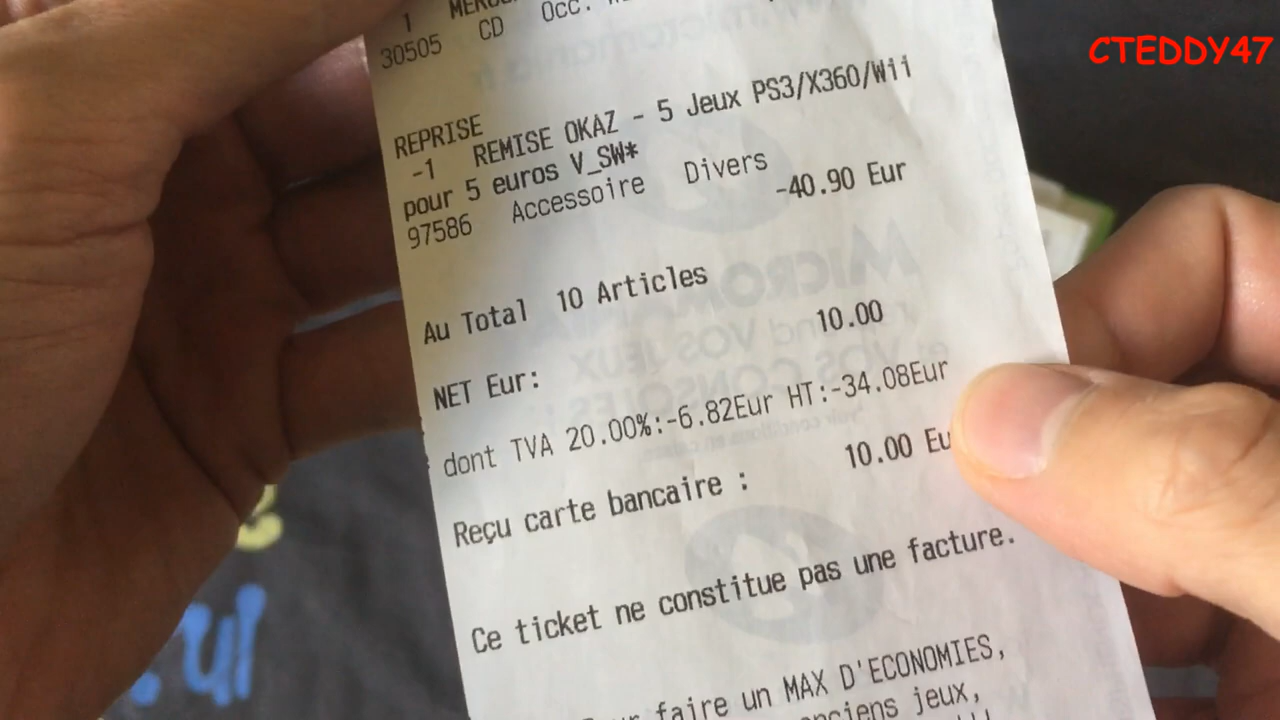 CTEDDY47
1
30505 CD Occ.
REPRISE
-1 REMISE OKAZ - 5 Jeux PS3/X360/Wii
pour 5 euros V_SW*
97586 Accessoire Divers
-40.90 Eur
Au Total 10 Articles
NET Eur: 10.00
dont TVA 20.00%:-6.82Eur HT:-34.08Eur
Reçu carte bancaire : 10.00 Eu
Ce ticket ne constitue pas une facture.
faire un MAX D'ECONOMIES,
jeux,